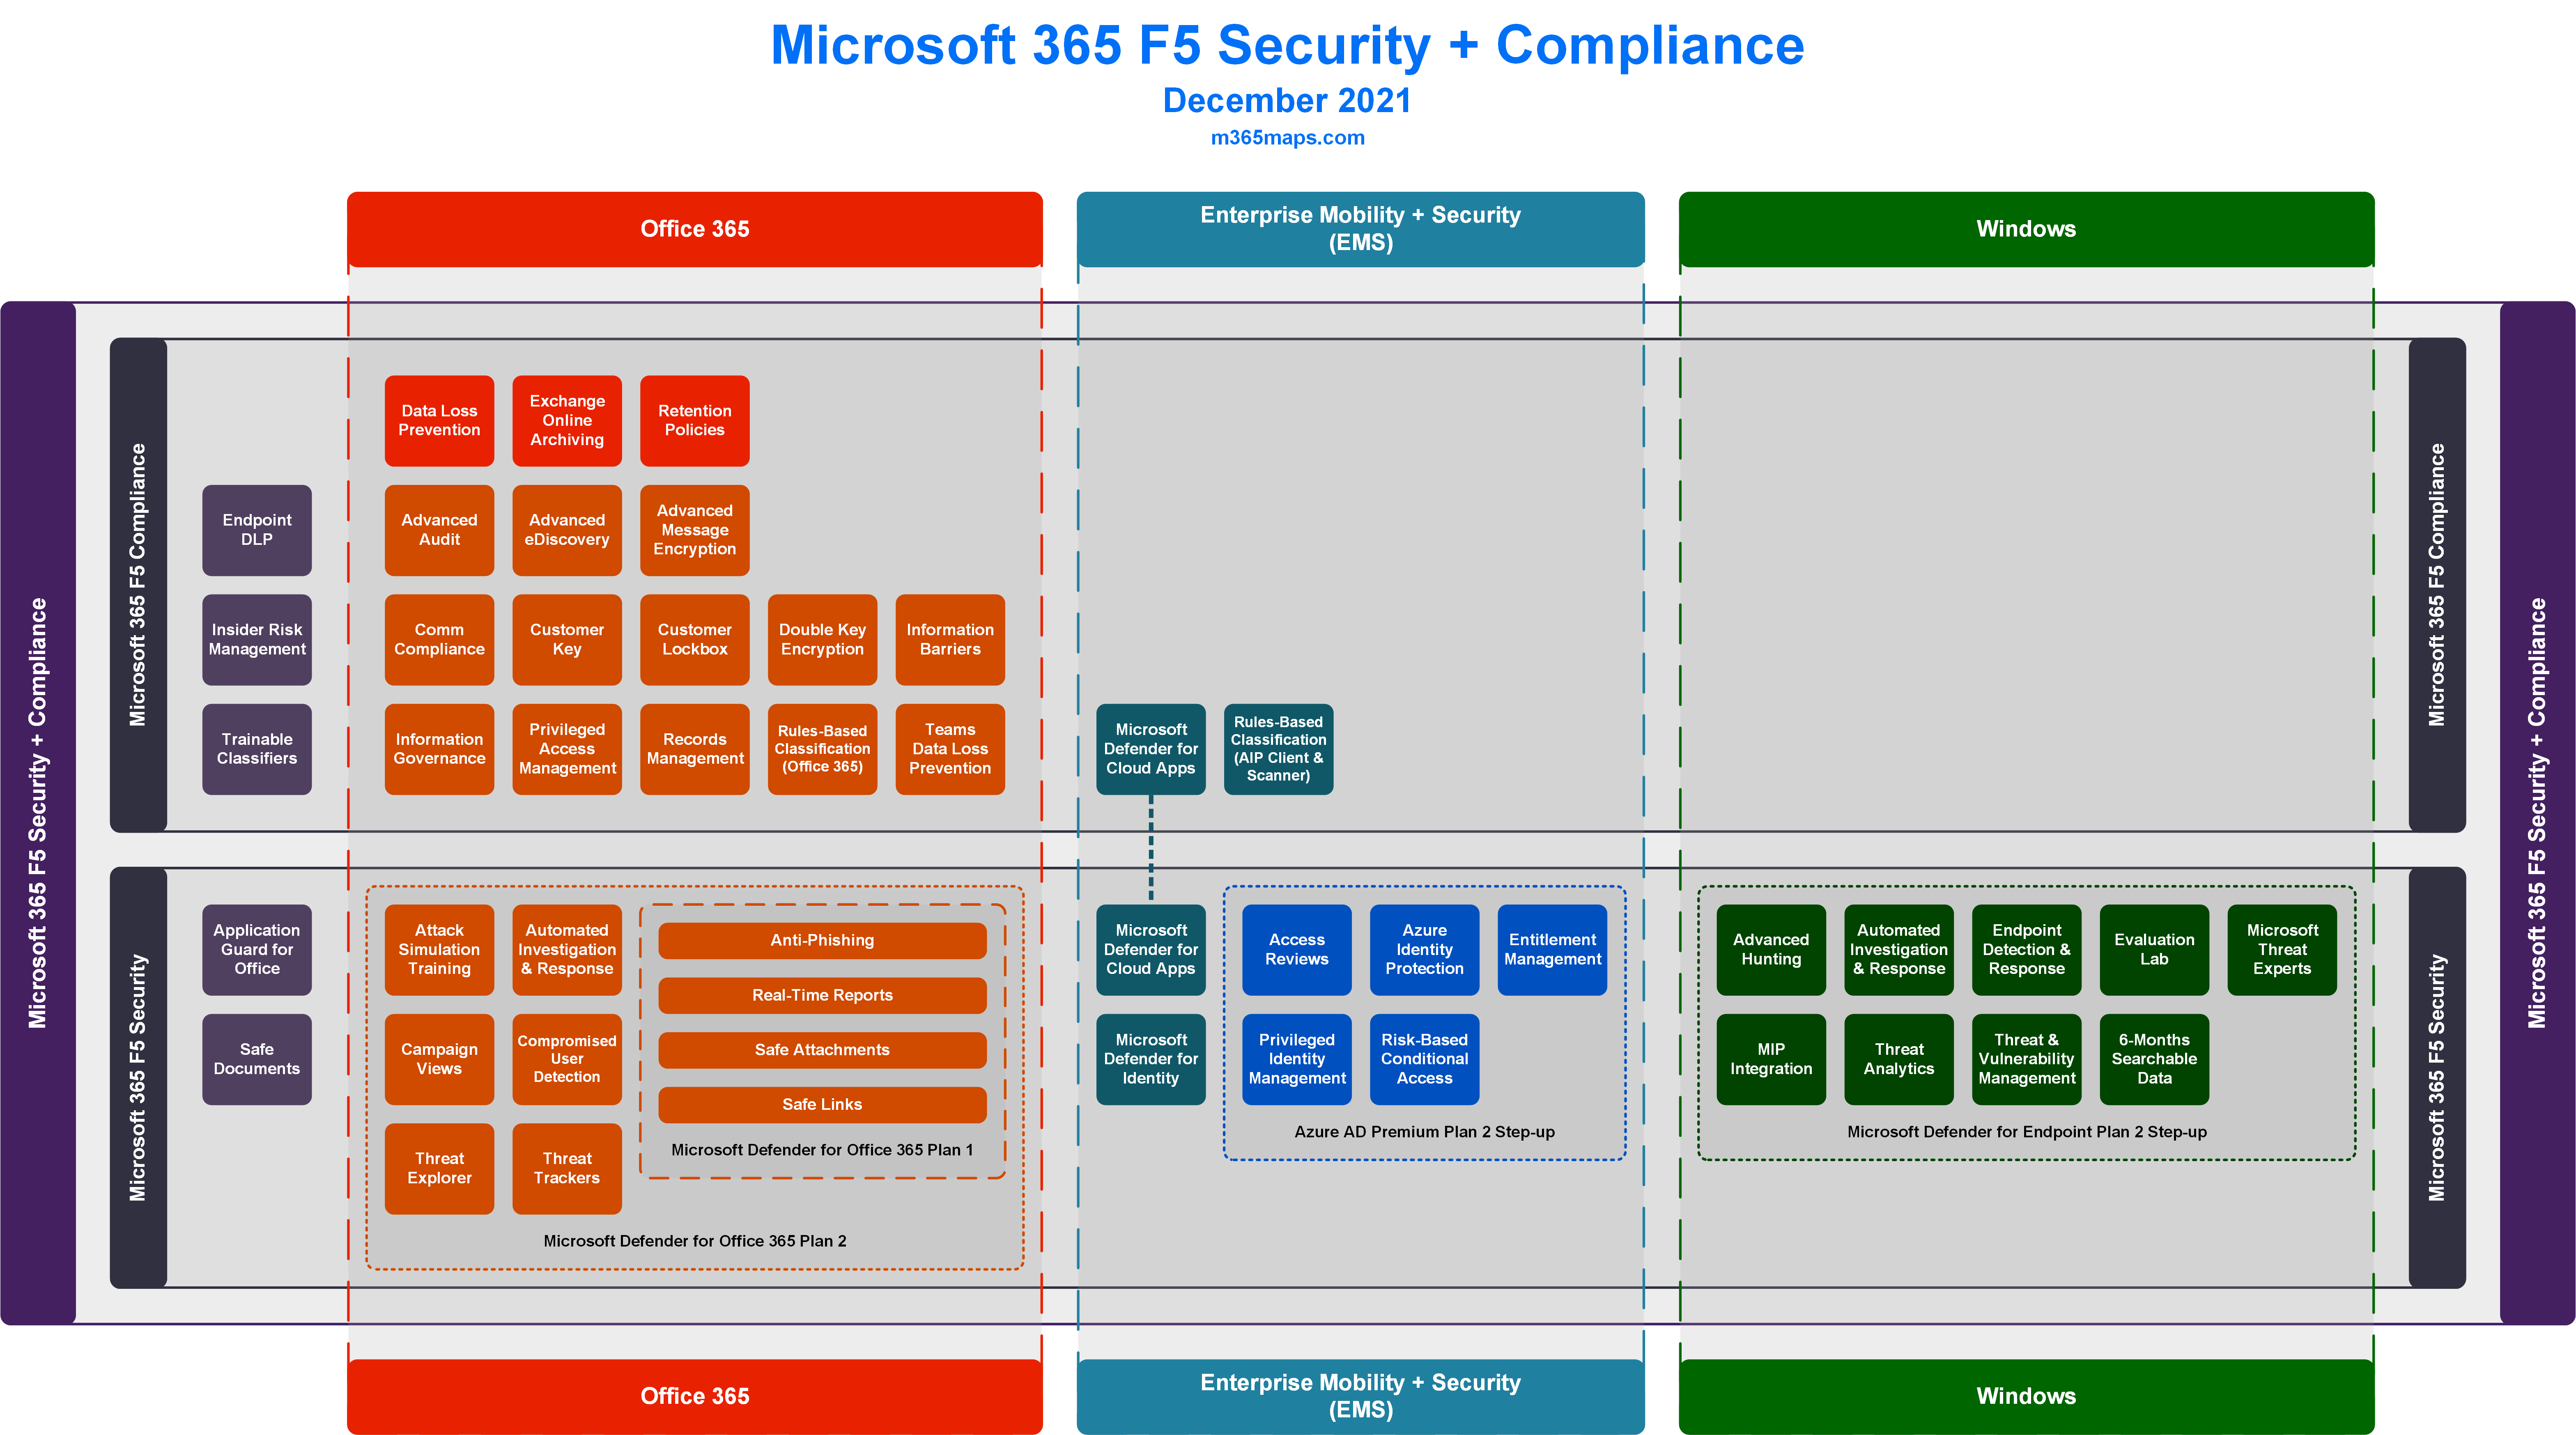 Microsoft 365 F5 Security + Compliance
December 2021
m365maps.com
Office 365
Enterprise Mobility + Security
(EMS)
Windows
Microsoft 365 F5 Security + Compliance
Microsoft 365 F5 Compliance
Data Loss
Prevention
Exchange
Online
Archiving
Retention
Policies
Endpoint
DLP
Advanced
Audit
Advanced
eDiscovery
Advanced
Message
Encryption
Insider Risk
Management
Comm
Compliance
Customer
Key
Customer
Lockbox
Double Key
Encryption
Information
Barriers
Trainable
Classifiers
Information
Governance
Privileged
Access
Management
Records
Management
Rules-Based
Classification
(Office 365)
Teams
Data Loss
Prevention
Microsoft
Defender for
Cloud Apps
Rules-Based
Classification
(AIP Client &
Scanner)
Microsoft 365 F5 Compliance
Microsoft 365 F5 Security + Compliance
Microsoft 365 F5 Security
Application
Guard for
Office
Safe
Documents
Attack
Simulation
Training
Automated
Investigation
& Response
Campaign
Views
Compromised
User
Detection
Threat
Explorer
Threat
Trackers
Anti-Phishing
Real-Time Reports
Safe Attachments
Safe Links
Microsoft Defender for Office 365 Plan 1
Microsoft Defender for Office 365 Plan 2
Microsoft
Defender for
Cloud Apps
Microsoft
Defender for
Identity
Access
Reviews
Azure
Identity
Protection
Entitlement
Management
Privileged
Identity
Management
Risk-Based
Conditional
Access
Azure AD Premium Plan 2 Step-up
Advanced
Hunting
Automated
Investigation
& Response
Endpoint
Detection &
Response
Evaluation
Lab
Microsoft
Threat
Experts
MIP
Integration
Threat
Analytics
Threat &
Vulnerability
Management
6-Months
Searchable
Data
Microsoft Defender for Endpoint Plan 2 Step-up
Microsoft 365 F5 Security
Office 365
Enterprise Mobility + Security
(EMS)
Windows